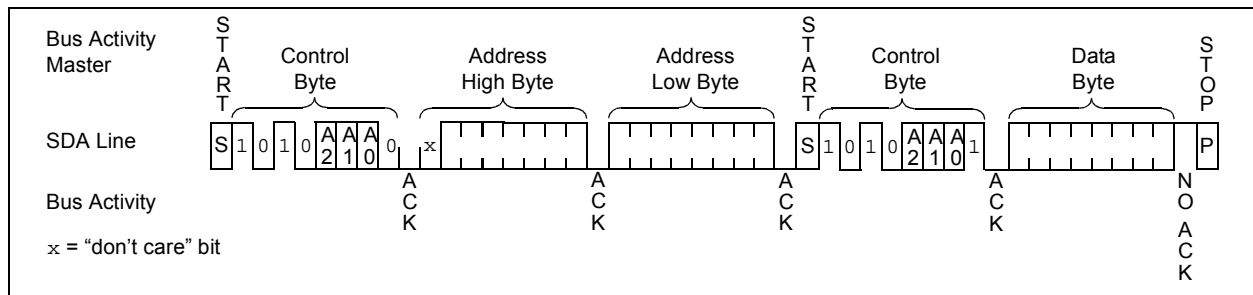 Bus Activity
Master
START
Control
Byte
Address
High Byte
Address
Low Byte
START
Control
Byte
Data
Byte
STOP
SDA Line
S 1 0 1 0 A2 A1 A0 0 x S 1 0 1 0 A2 A1 A0 1 P
Bus Activity
ACK
ACK
ACK
ACK
NO ACK
x = “don’t care” bit